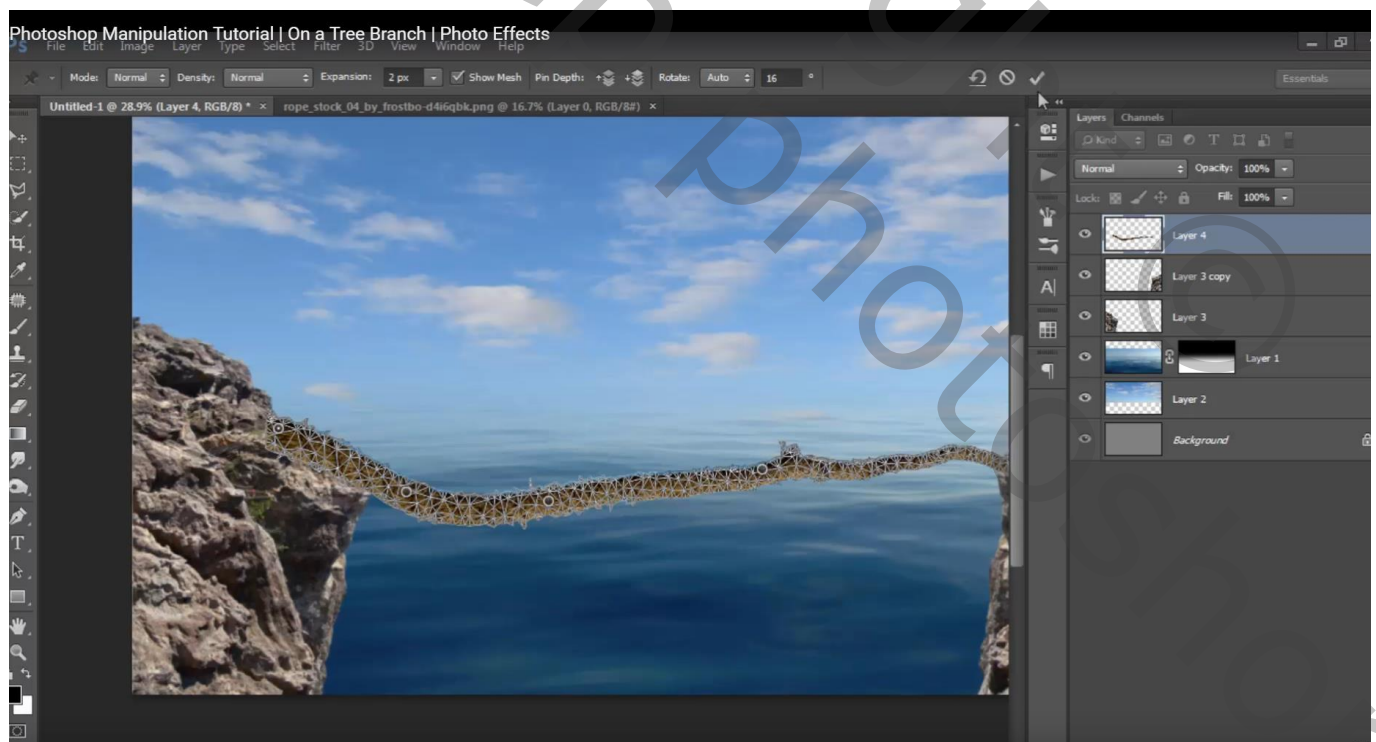 Photoshop Manipulation Tutorial | On a Tree Branch | Photo Effects
File Edit Image Layer Type Select Filter 3D View Window Help
Mode: Normal Density: Normal Expansion: 2 px Show Mesh Pin Depth: Rotate: Auto 16 °
Essentials
Untitled-1 @ 28.9% (Layer 4, RGB/8) * × rope_stock_04_by_frostbo-d4i6qbk.png @ 16.7% (Layer 0, RGB/8#) ×
Layers Channels
Kind
Normal Opacity: 100%
Lock: Fill: 100%
Layer 4
Layer 3 copy
Layer 3
Layer 1
Layer 2
Background